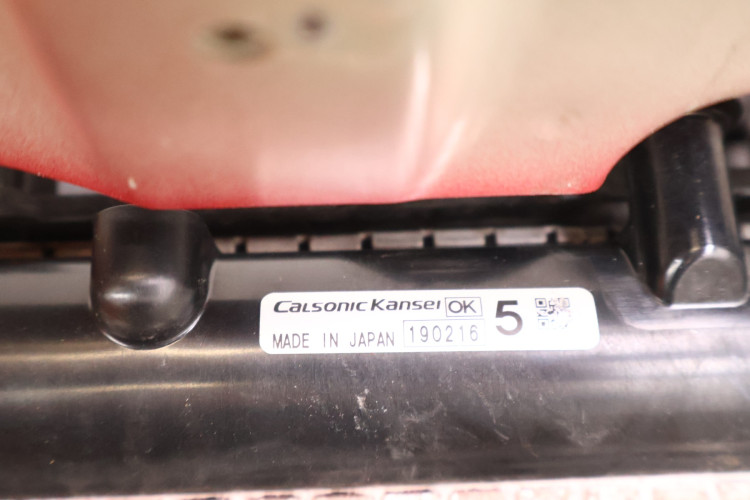 CALSONIC KANSEI OK 5
MADE IN JAPAN 190216